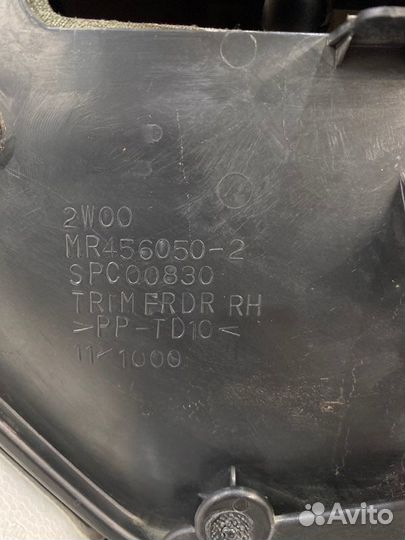 2W00
MR456050-2
SPC00830
TRIM FRDR RH
>PP-TD10<
11/1000
Avito